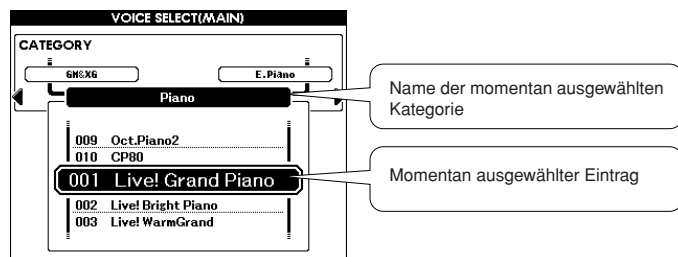 VOICE SELECT(MAIN)
CATEGORY
GM&XG
E.Piano
Piano
009 Oct.Piano2
010 CP80
001 Live! Grand Piano
002 Live! Bright Piano
003 Live! WarmGrand
Name der momentan ausgewählten
Kategorie
Momentan ausgewählter Eintrag